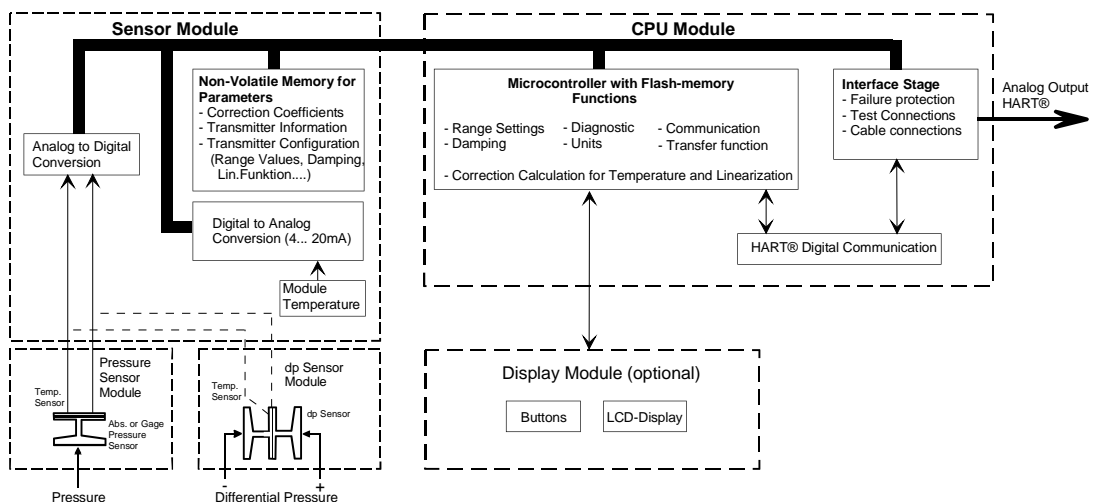 Sensor Module
CPU Module
Non-Volatile Memory for
Parameters
- Correction Coefficients
- Transmitter Information
- Transmitter Configuration
(Range Values, Damping,
Lin.Funktion....)
Analog to Digital
Conversion
Digital to Analog
Conversion (4... 20mA)
Module
Temperature
Microcontroller with Flash-memory
Functions
- Range Settings
- Damping
- Diagnostic
- Units
- Communication
- Transfer function
- Correction Calculation for Temperature and Linearization
Interface Stage
- Failure protection
- Test Connections
- Cable connections
Analog Output
HART®
HART® Digital Communication
Pressure
Sensor
Module
Temp.
Sensor
Abs. or Gage
Pressure
Sensor
Pressure
dp Sensor
Module
Temp.
Sensor
dp Sensor
- +
Differential Pressure
Display Module (optional)
Buttons
LCD-Display